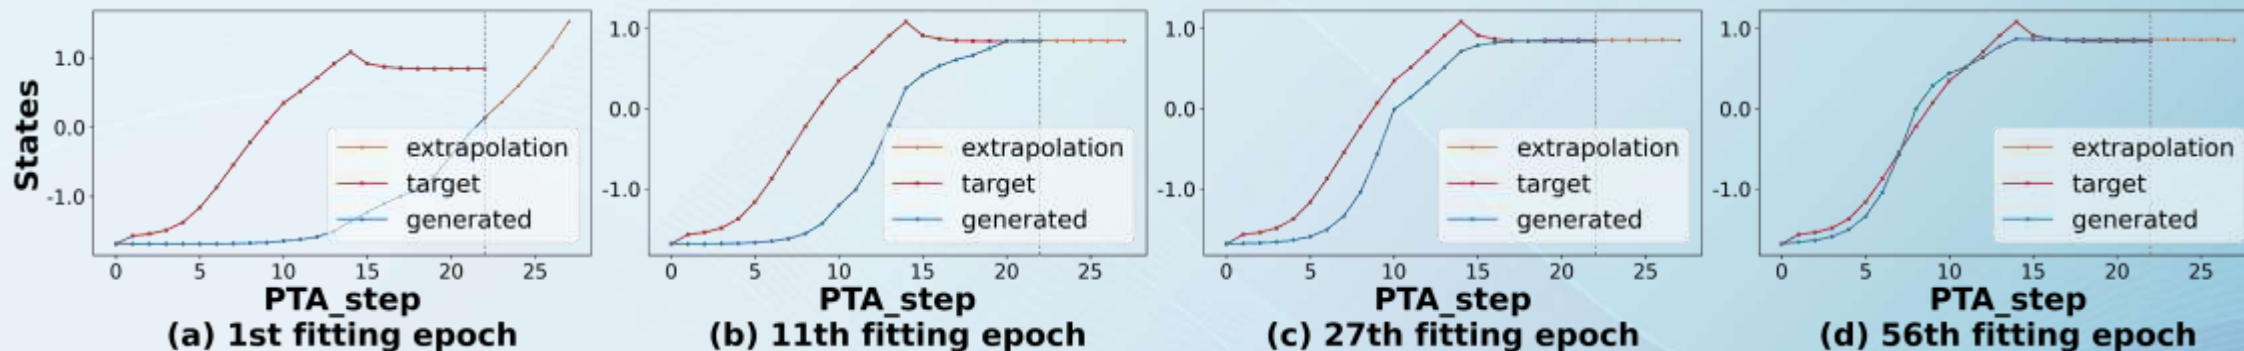 States
1.0
0.0
-1.0
extrapolation
target
generated
0 5 10 15 20 25
PTA_step
(a) 1st fitting epoch
1.0
0.0
-1.0
extrapolation
target
generated
0 5 10 15 20 25
PTA_step
(b) 11th fitting epoch
1.0
0.0
-1.0
extrapolation
target
generated
0 5 10 15 20 25
PTA_step
(c) 27th fitting epoch
1.0
0.0
-1.0
extrapolation
target
generated
0 5 10 15 20 25
PTA_step
(d) 56th fitting epoch